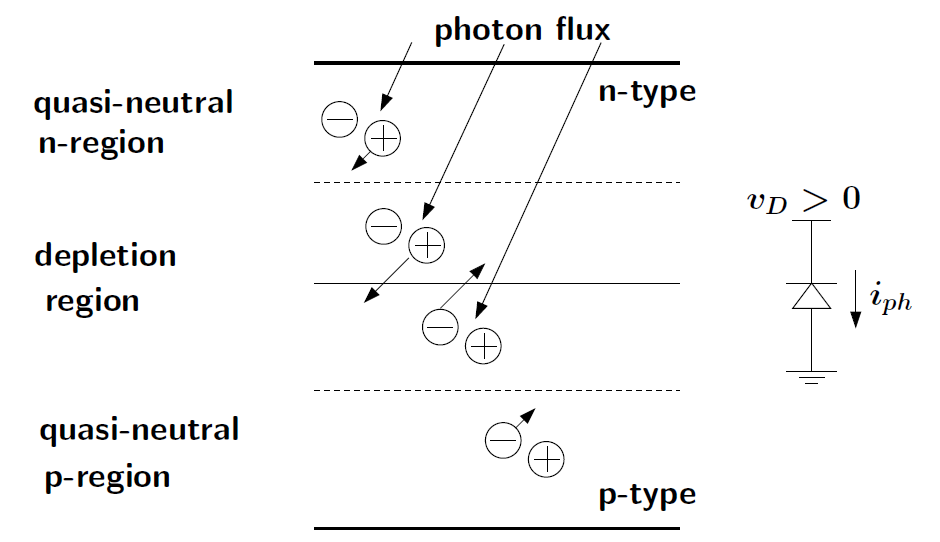 photon flux
n-type
quasi-neutral
n-region
depletion
region
v_D > 0
i_ph
quasi-neutral
p-region
p-type